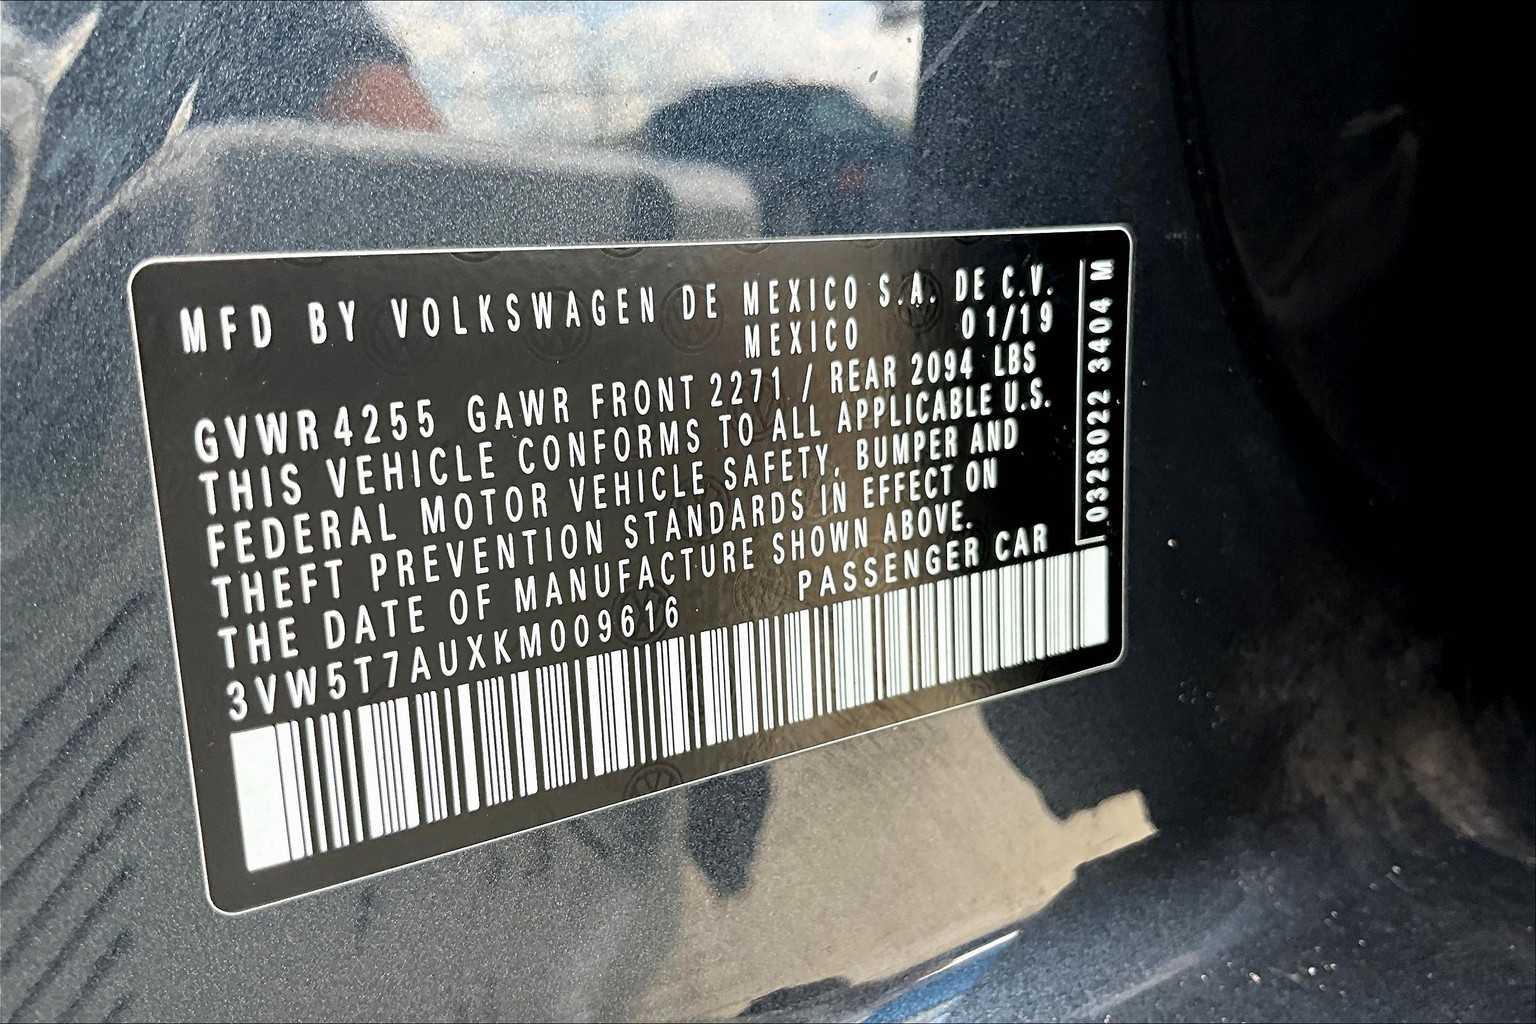 MFD BY VOLKSWAGEN DE MEXICO S.A. DE C.V.
MEXICO 01/19
GVWR 4255 GAWR FRONT 2271 / REAR 2094 LBS
THIS VEHICLE CONFORMS TO ALL APPLICABLE U.S.
FEDERAL MOTOR VEHICLE SAFETY, BUMPER AND
THEFT PREVENTION STANDARDS IN EFFECT ON
THE DATE OF MANUFACTURE SHOWN ABOVE.
3VW5T7AUXKM009616 PASSENGER CAR
0328022 3404 M